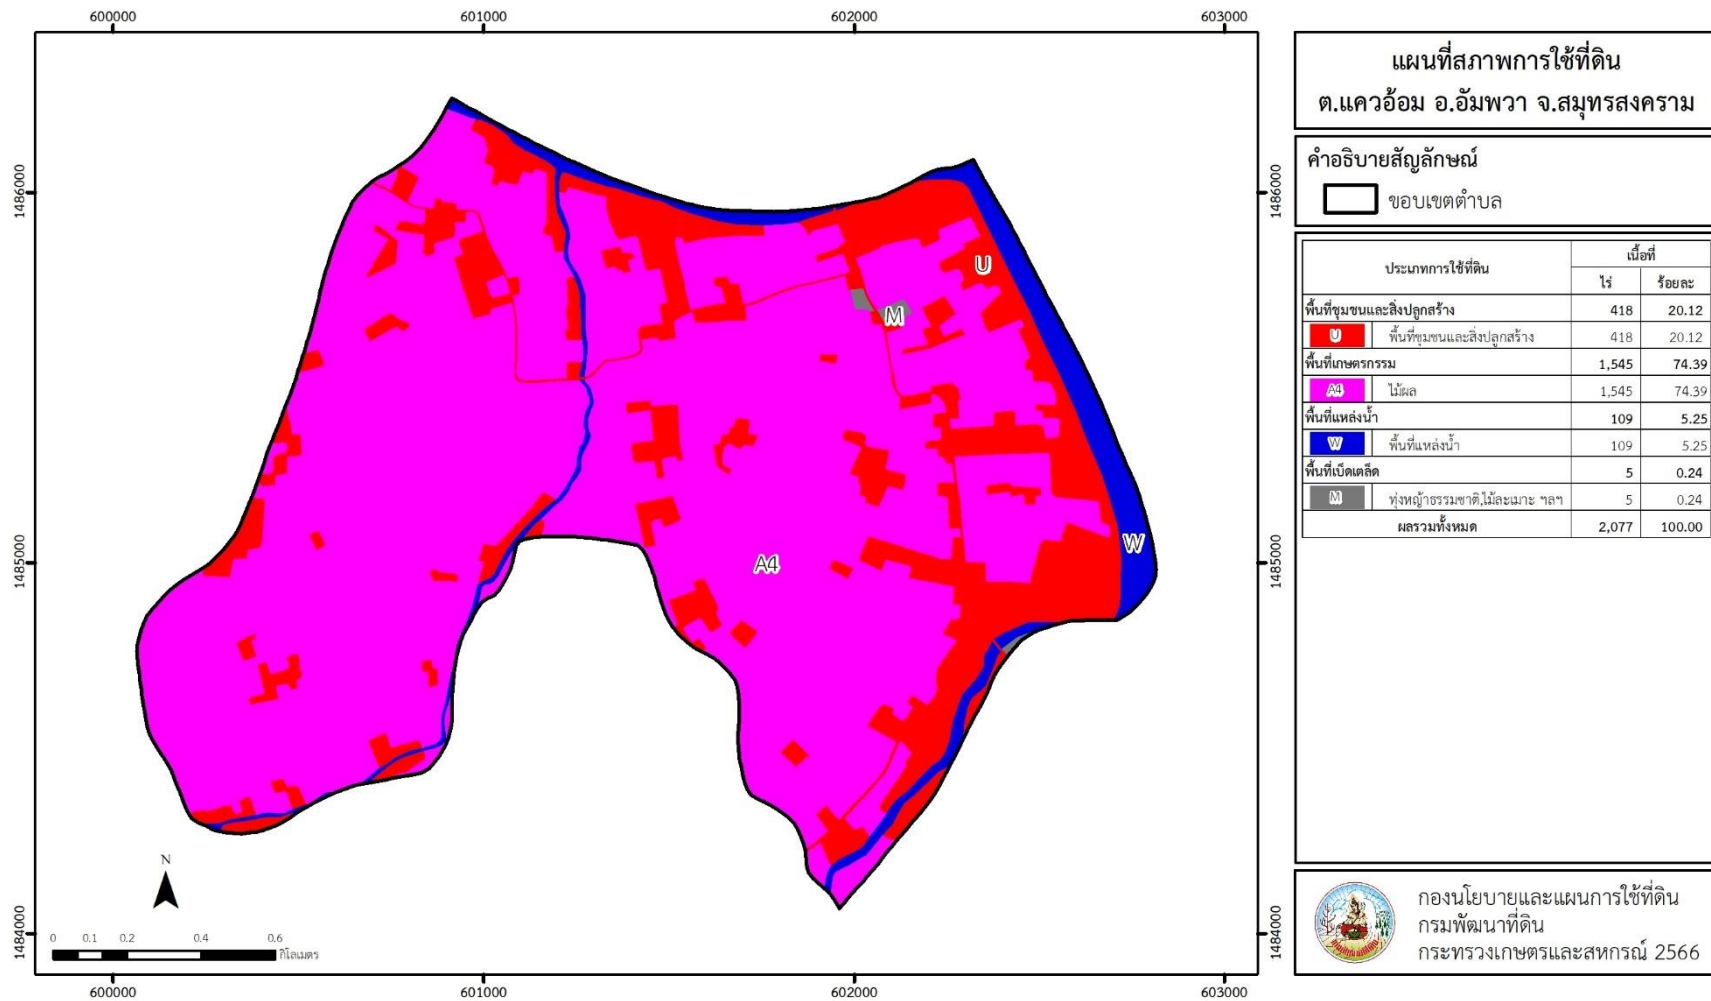 600000 601000 602000 603000
1486000 1486000
1485000 1485000
1484000 1484000
U
M
W
A4
N
0 0.1 0.2 0.4 0.6
กิโลเมตร
600000 601000 602000 603000
แผนที่สภาพการใช้ที่ดิน
ต.แควอ้อม อ.อัมพวา จ.สมุทรสงคราม
คำอธิบายสัญลักษณ์
ขอบเขตตำบล
ประเภทการใช้ที่ดิน เนื้อที่
ไร่ ร้อยละ
พื้นที่ชุมชนและสิ่งปลูกสร้าง 418 20.12
U พื้นที่ชุมชนและสิ่งปลูกสร้าง 418 20.12
พื้นที่เกษตรกรรม 1,545 74.39
A4 ไม้ผล 1,545 74.39
พื้นที่แหล่งน้ำ 109 5.25
W พื้นที่แหล่งน้ำ 109 5.25
พื้นที่เบ็ดเตล็ด 5 0.24
M ทุ่งหญ้าธรรมชาติ,ไม้ละเมาะ ฯลฯ 5 0.24
ผลรวมทั้งหมด 2,077 100.00
กองนโยบายและแผนการใช้ที่ดิน
กรมพัฒนาที่ดิน
กระทรวงเกษตรและสหกรณ์ 2566